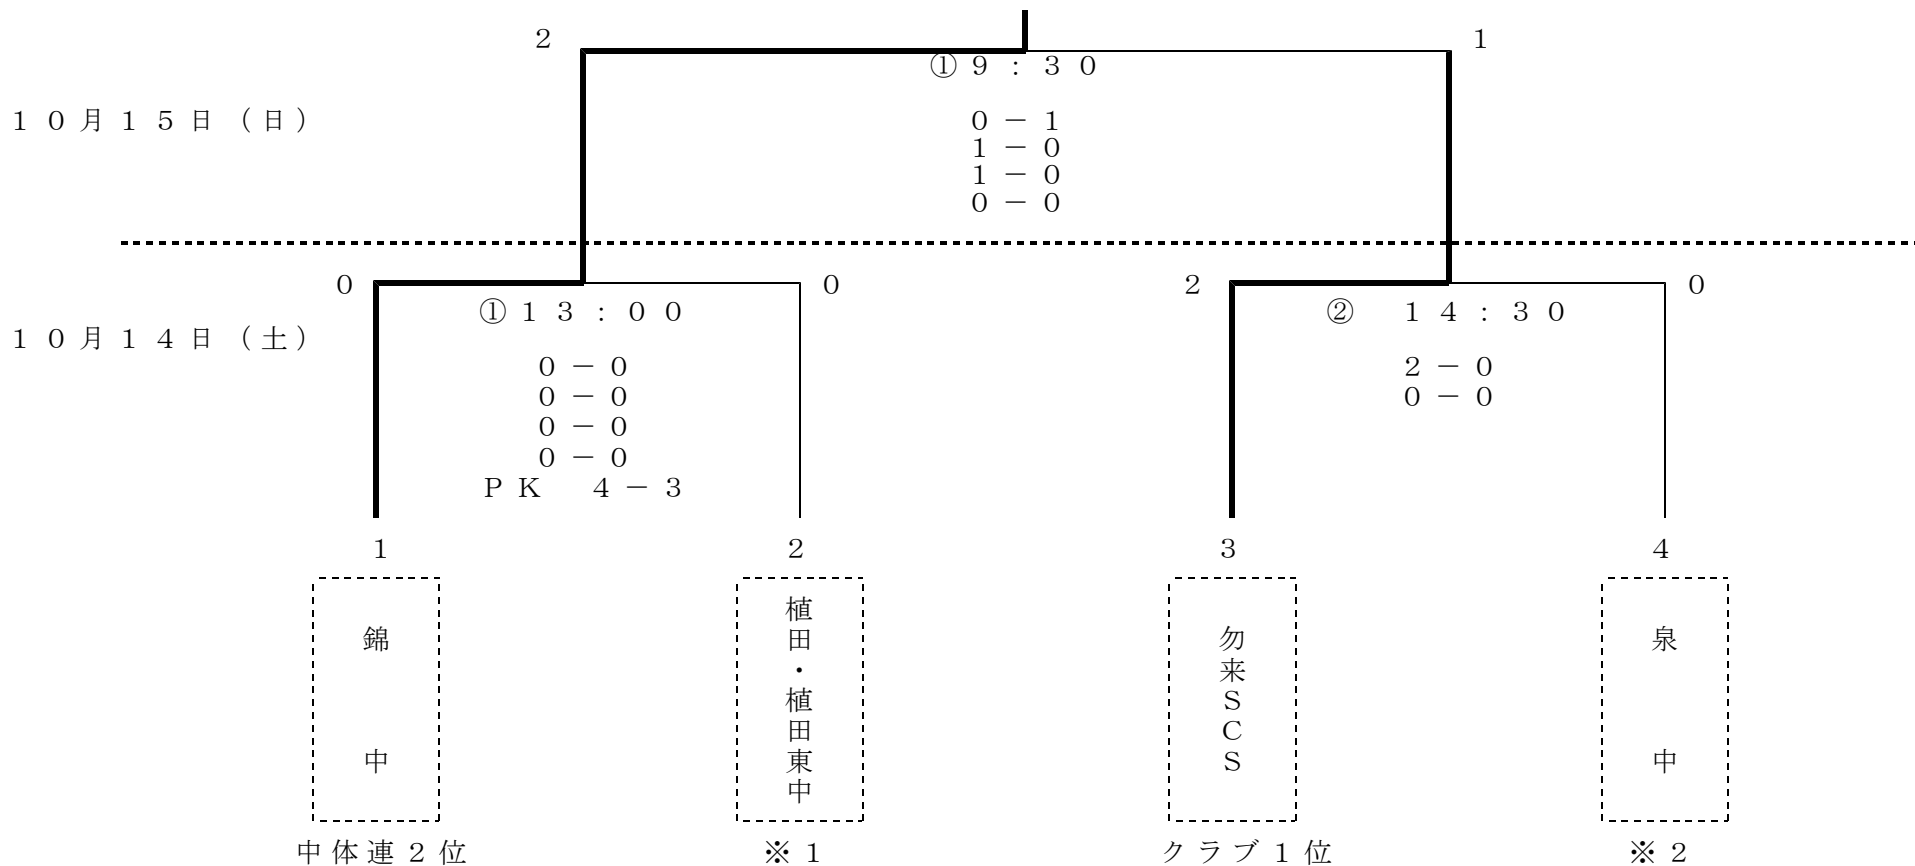 ２
１
①９：３０
１０月１５日（日）
０－１
１－０
１－０
０－０
０
０
２
０
①１３：００
②　１４：３０
１０月１４日（土）
０－０
０－０
０－０
０－０
ＰＫ　４－３
２－０
０－０
１
２
３
４
錦中
植田・植田東中
勿来ＳＣＳ
泉中
中体連２位
※１
クラブ１位
※２